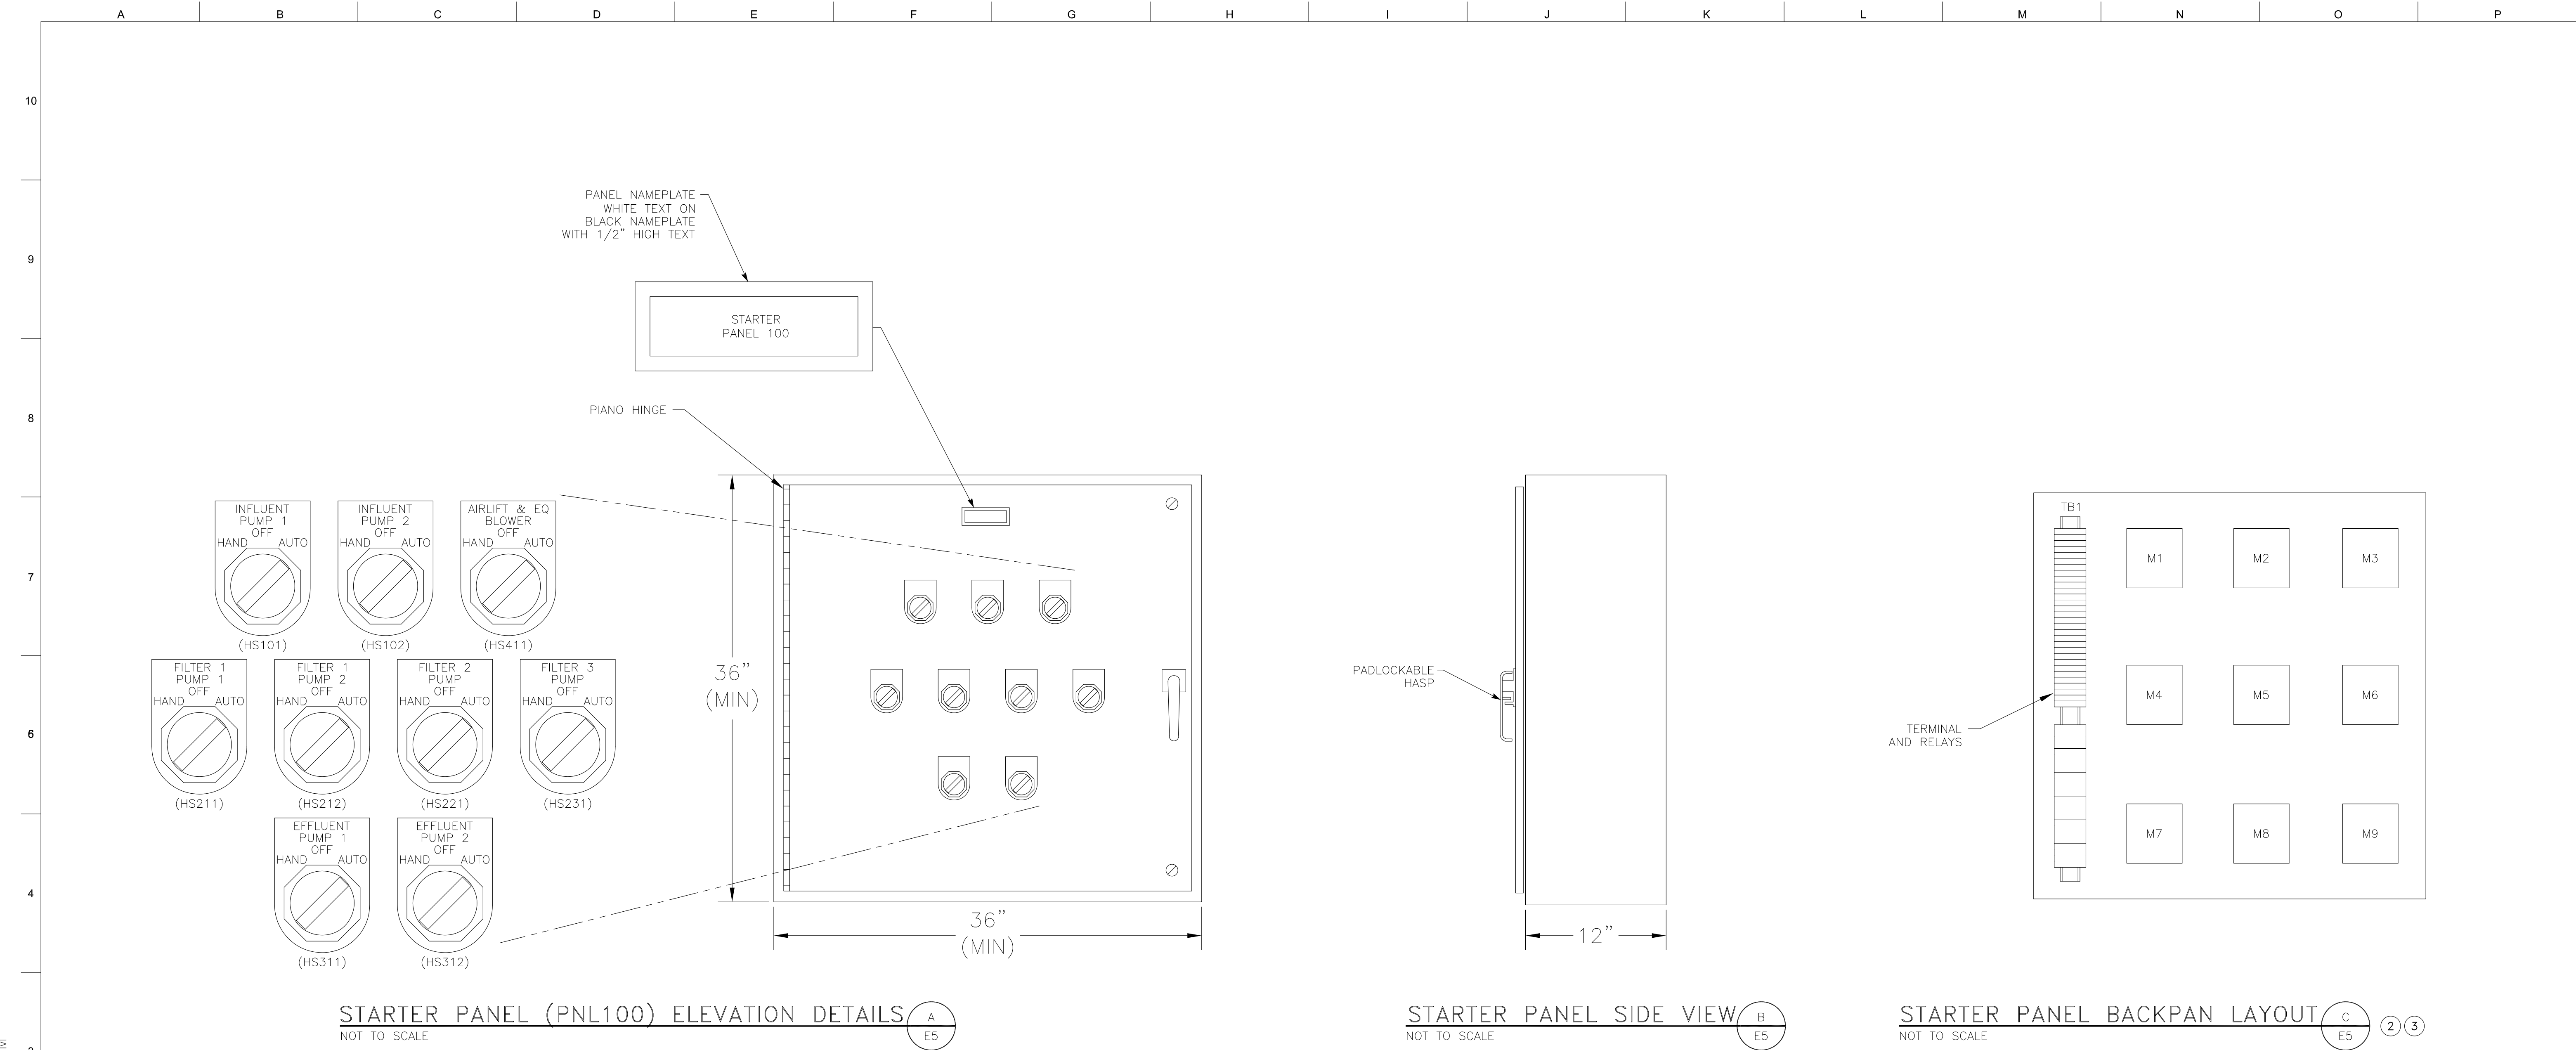 A B C D E F G H I J K L M N O P
10
9
8
7
6
4
PANEL NAMEPLATE
WHITE TEXT ON
BLACK NAMEPLATE
WITH 1/2" HIGH TEXT
STARTER
PANEL 100
PIANO HINGE
INFLUENT
PUMP 1
OFF
HAND AUTO
(HS101)
INFLUENT
PUMP 2
OFF
HAND AUTO
(HS102)
AIRLIFT & EQ
BLOWER
OFF
HAND AUTO
(HS411)
FILTER 1
PUMP 1
OFF
HAND AUTO
(HS211)
FILTER 1
PUMP 2
OFF
HAND AUTO
(HS212)
FILTER 2
PUMP
OFF
HAND AUTO
(HS221)
FILTER 3
PUMP
OFF
HAND AUTO
(HS231)
EFFLUENT
PUMP 1
OFF
HAND AUTO
(HS311)
EFFLUENT
PUMP 2
OFF
HAND AUTO
(HS312)
36"
(MIN)
36"
(MIN)
STARTER PANEL (PNL100) ELEVATION DETAILS
NOT TO SCALE
A
E5
PADLOCKABLE
HASP
12"
STARTER PANEL SIDE VIEW
NOT TO SCALE
B
E5
TB1
M1 M2 M3
M4 M5 M6
M7 M8 M9
TERMINAL
AND RELAYS
STARTER PANEL BACKPAN LAYOUT
NOT TO SCALE
C
E5
2 3